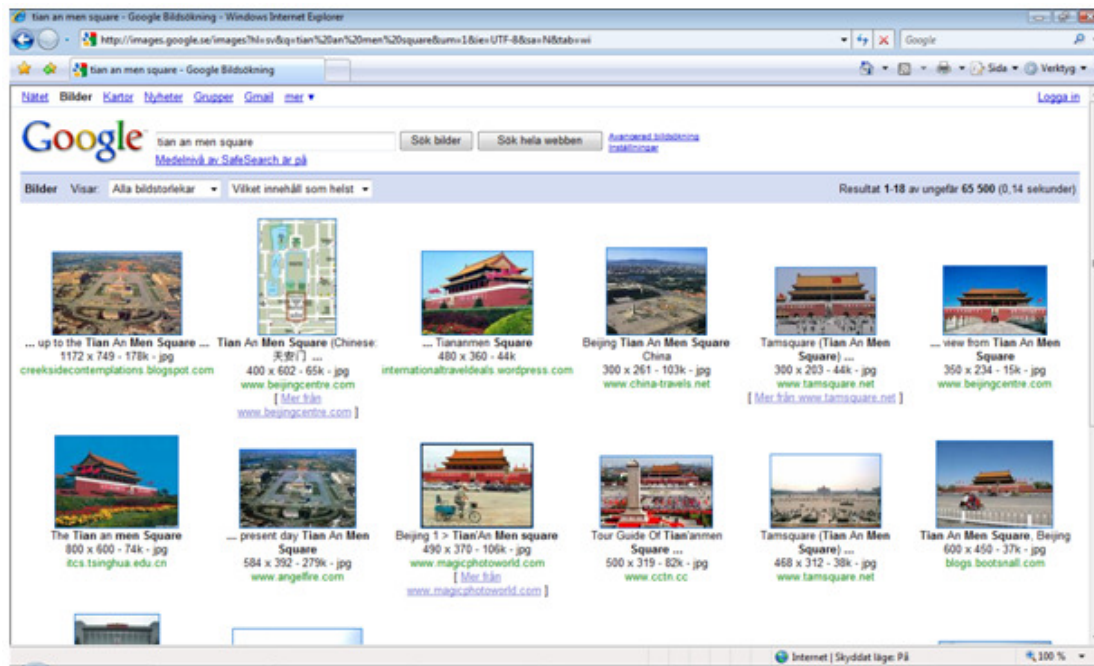 tian an men square - Google Bildsökning - Windows Internet Explorer
http://images.google.se/images?hl=sv&q=tian%20an%20men%20square&um=1&ie=UTF-8&sa=N&tab=wi
Google
tian an men square - Google Bildsökning
Sida
Verktyg
Nätet Bilder Kartor Nyheter Grupper Gmail mer ▼
Logga in
Google
tian an men square
Sök bilder
Sök hela webben
Avancerad bildsökning
Inställningar
Medelnivå av SafeSearch är på
Bilder Visar: Alla bildstorlekar Vilket innehåll som helst
Resultat 1-18 av ungefär 65 500 (0,14 sekunder)
... up to the Tian An Men Square ...
1172 x 749 - 178k - jpg
creeksidecontemplations.blogspot.com
Tian An Men Square (Chinese:
天安门 ...
400 x 602 - 65k - jpg
www.beijingcentre.com
[ Mer från
www.beijingcentre.com ]
... Tiananmen Square
480 x 360 - 44k
internationaltraveldeals.wordpress.com
Beijing Tian An Men Square
China
300 x 261 - 103k - jpg
www.china-travels.net
Tamsquare (Tian An Men
Square) ...
300 x 203 - 44k - jpg
www.tamsquare.net
[ Mer från www.tamsquare.net ]
... view from Tian An Men
Square
350 x 234 - 15k - jpg
www.beijingcentre.com
The Tian an men Square
800 x 600 - 74k - jpg
itcs.tsinghua.edu.cn
... present day Tian An Men
Square
584 x 392 - 279k - jpg
www.angelfire.com
Beijing 1 > Tian'An Men square
490 x 370 - 106k - jpg
www.magicphotoworld.com
[ Mer från
www.magicphotoworld.com ]
Tour Guide Of Tian'anmen
Square ...
500 x 319 - 82k - jpg
www.cctn.cc
Tamsquare (Tian An Men
Square) ...
468 x 312 - 38k - jpg
www.tamsquare.net
Tian An Men Square, Beijing
600 x 450 - 37k - jpg
blogs.bootsnall.com
Internet | Skyddat läge: På
100 %